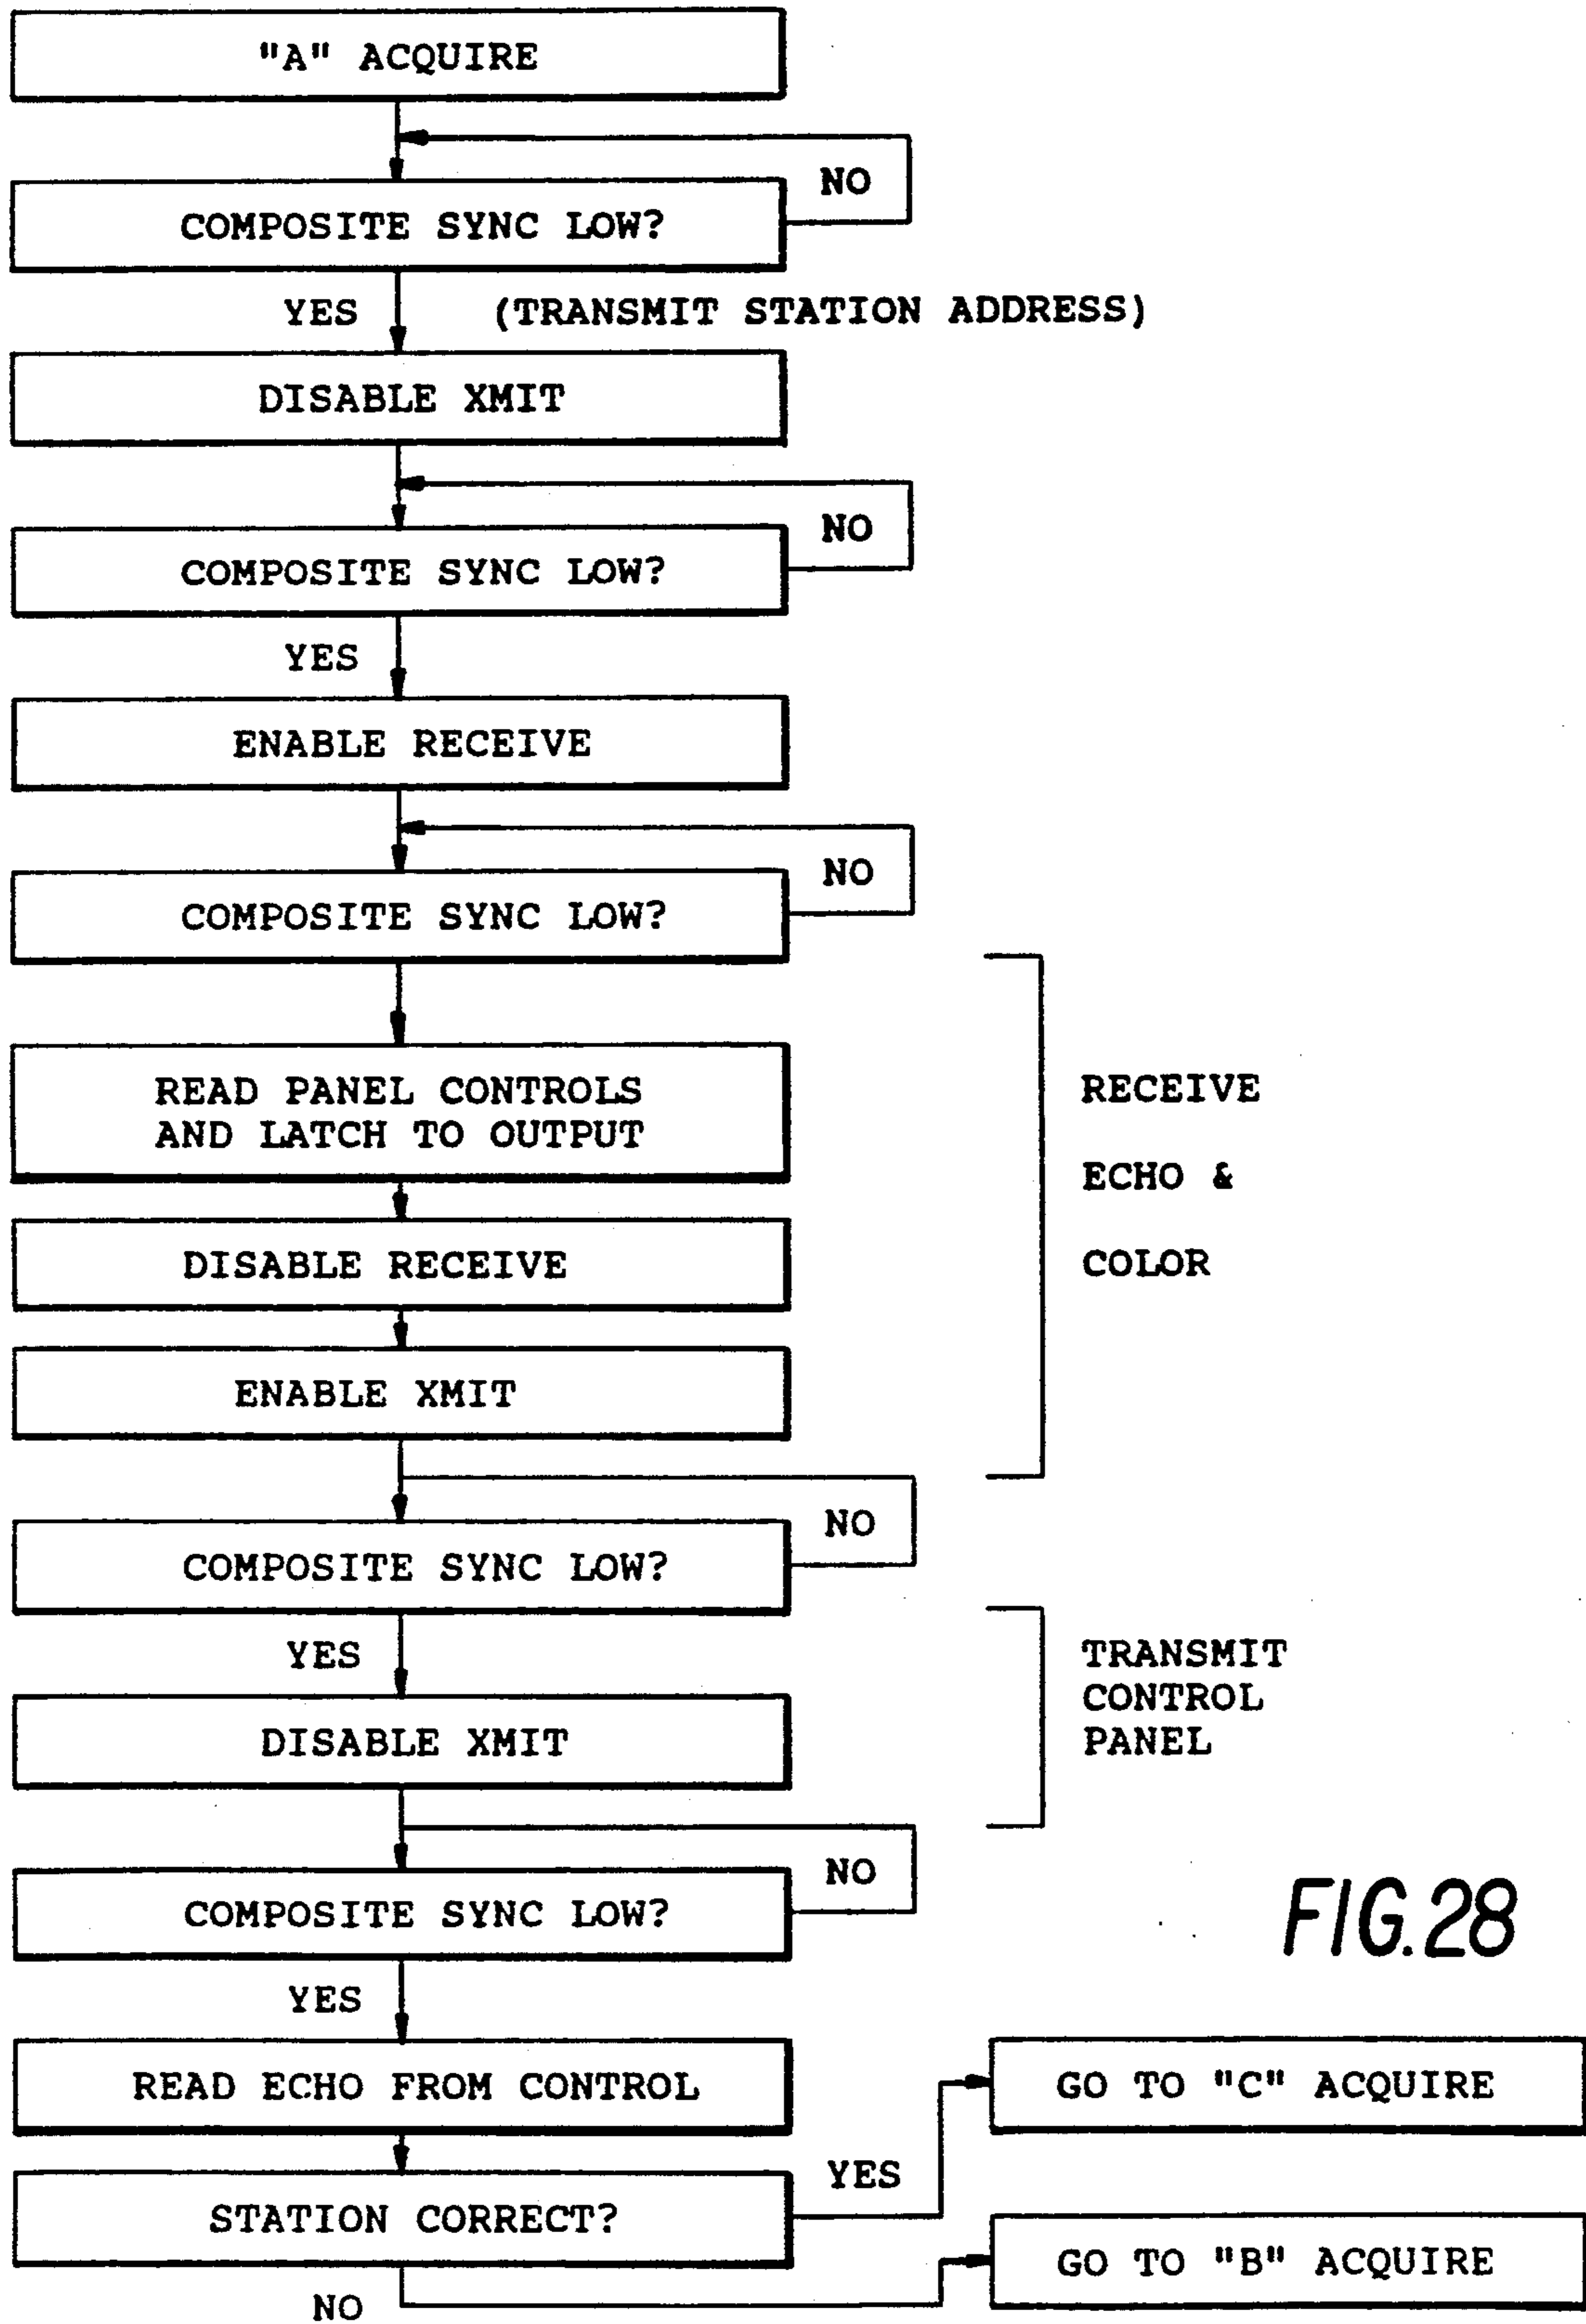 "A" ACQUIRE
NO
COMPOSITE SYNC LOW?
YES (TRANSMIT STATION ADDRESS)
DISABLE XMIT
NO
COMPOSITE SYNC LOW?
YES
ENABLE RECEIVE
NO
COMPOSITE SYNC LOW?
READ PANEL CONTROLS
AND LATCH TO OUTPUT
DISABLE RECEIVE
ENABLE XMIT
RECEIVE
ECHO &
COLOR
NO
COMPOSITE SYNC LOW?
YES
DISABLE XMIT
TRANSMIT
CONTROL
PANEL
NO
COMPOSITE SYNC LOW?
YES
READ ECHO FROM CONTROL
STATION CORRECT?
YES
GO TO "C" ACQUIRE
NO
GO TO "B" ACQUIRE
FIG.28